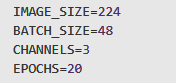 IMAGE_SIZE=224
BATCH_SIZE=48
CHANNELS=3
EPOCHS=20